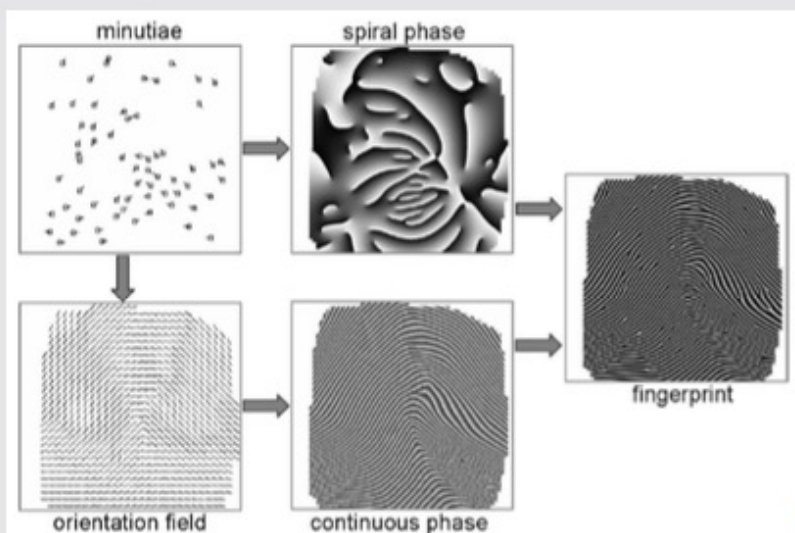 minutiae
spiral phase
fingerprint
orientation field
continuous phase